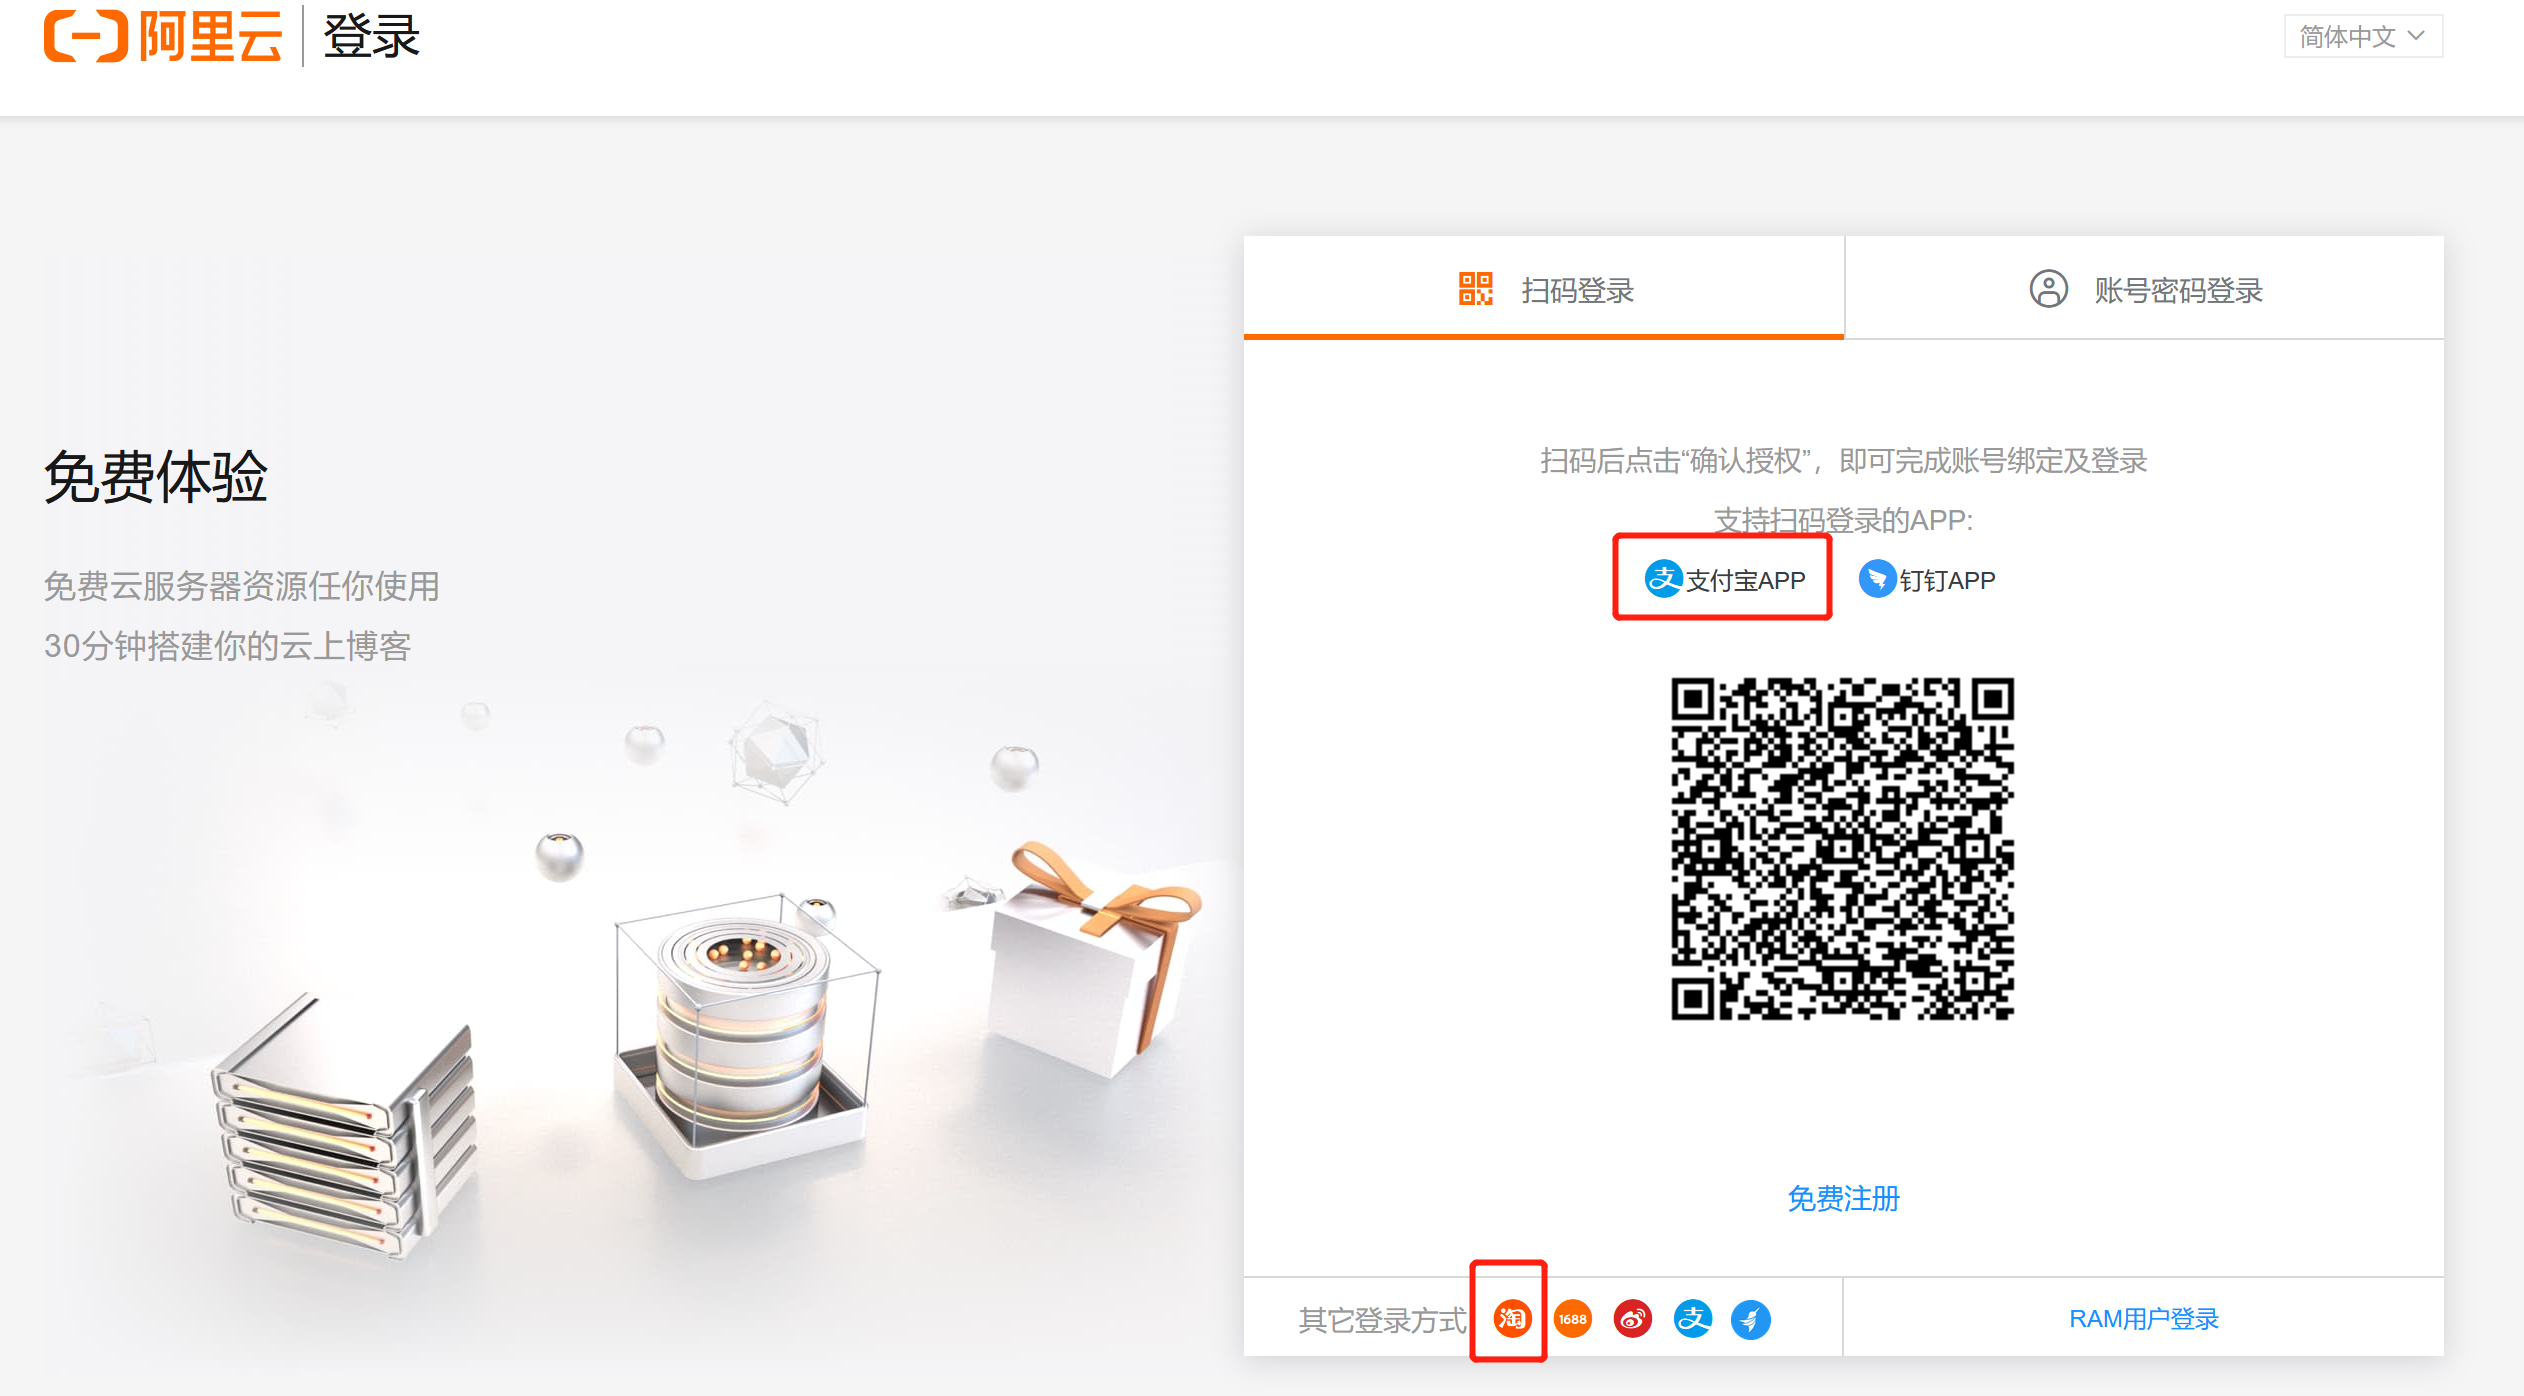 阿里云 登录
简体中文
扫码登录
账号密码登录
免费体验
免费云服务器资源任你使用
30分钟搭建你的云上博客
扫码后点击“确认授权”，即可完成账号绑定及登录
支持扫码登录的APP:
支 支付宝APP
钉钉APP
免费注册
其它登录方式 淘 1688 支
RAM用户登录